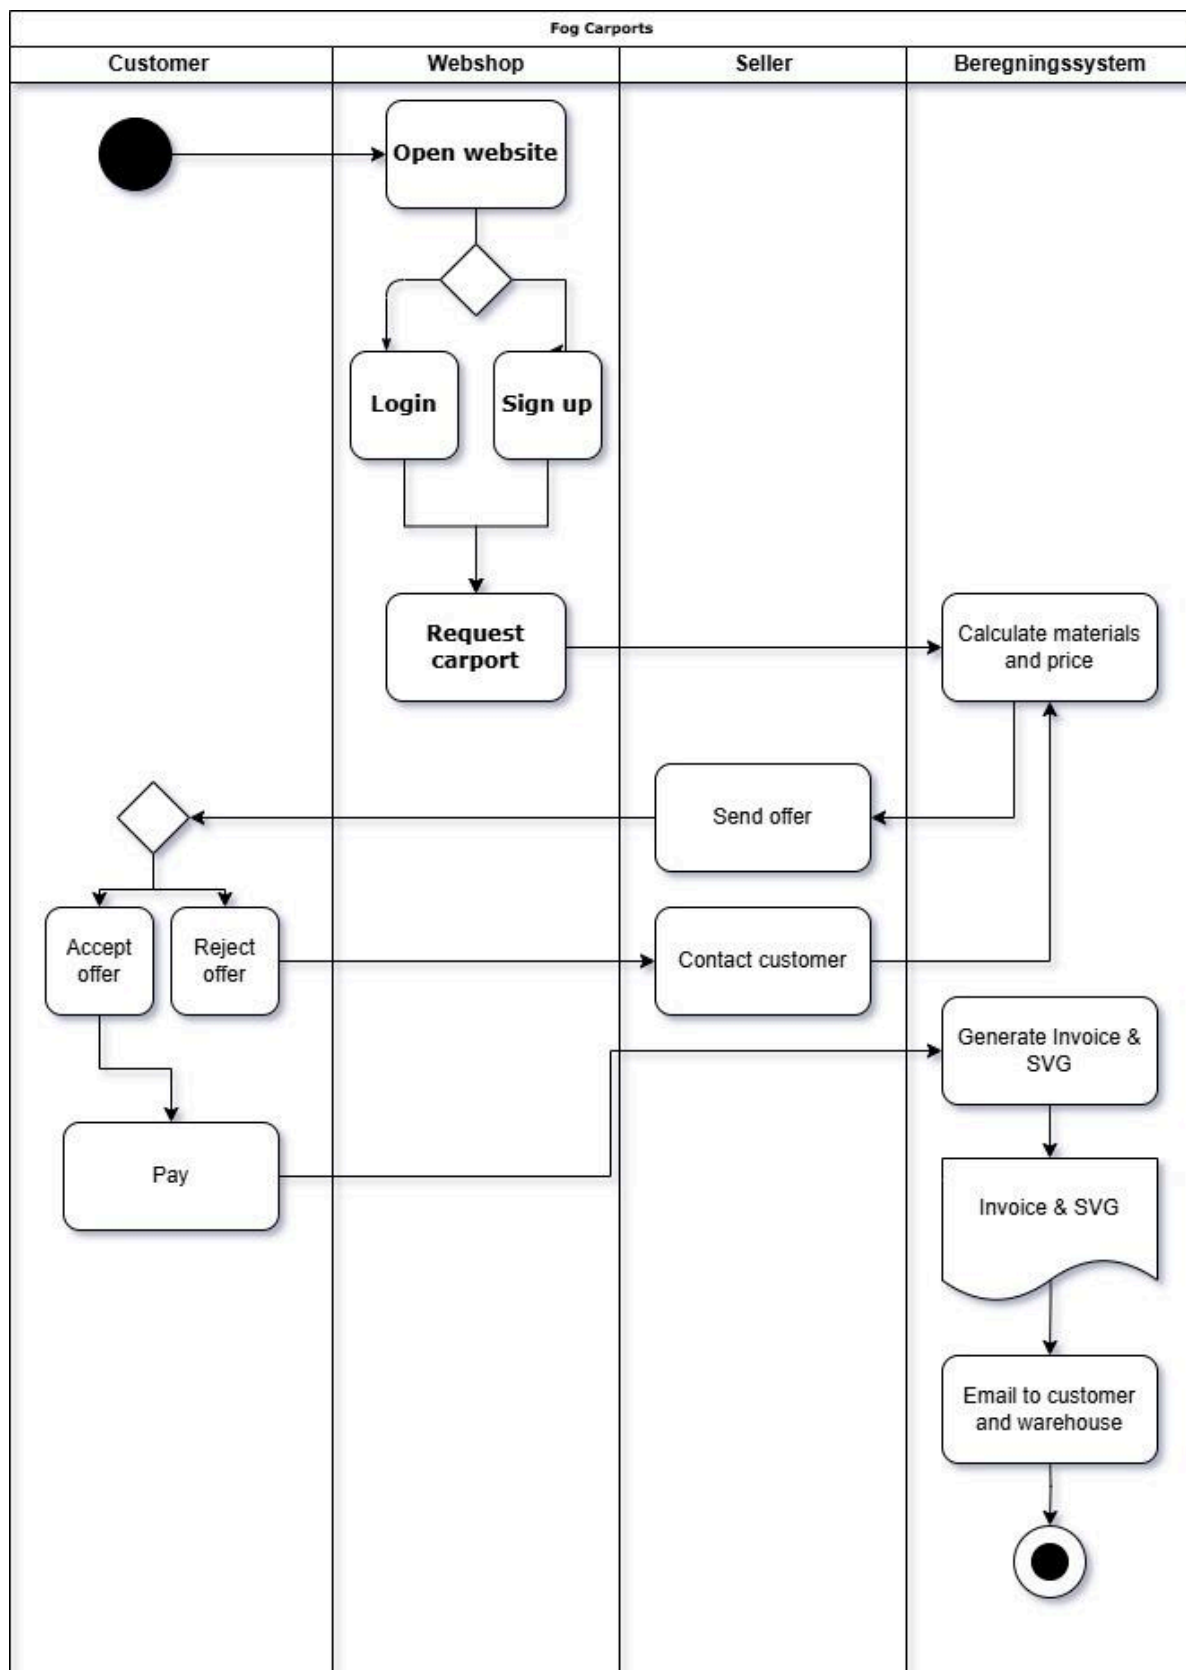 Fog Carports
Customer
Webshop
Seller
Beregningssystem
Open website
Login
Sign up
Request
carport
Calculate materials
and price
Send offer
Accept
offer
Reject
offer
Contact customer
Generate Invoice &
SVG
Pay
Invoice & SVG
Email to customer
and warehouse